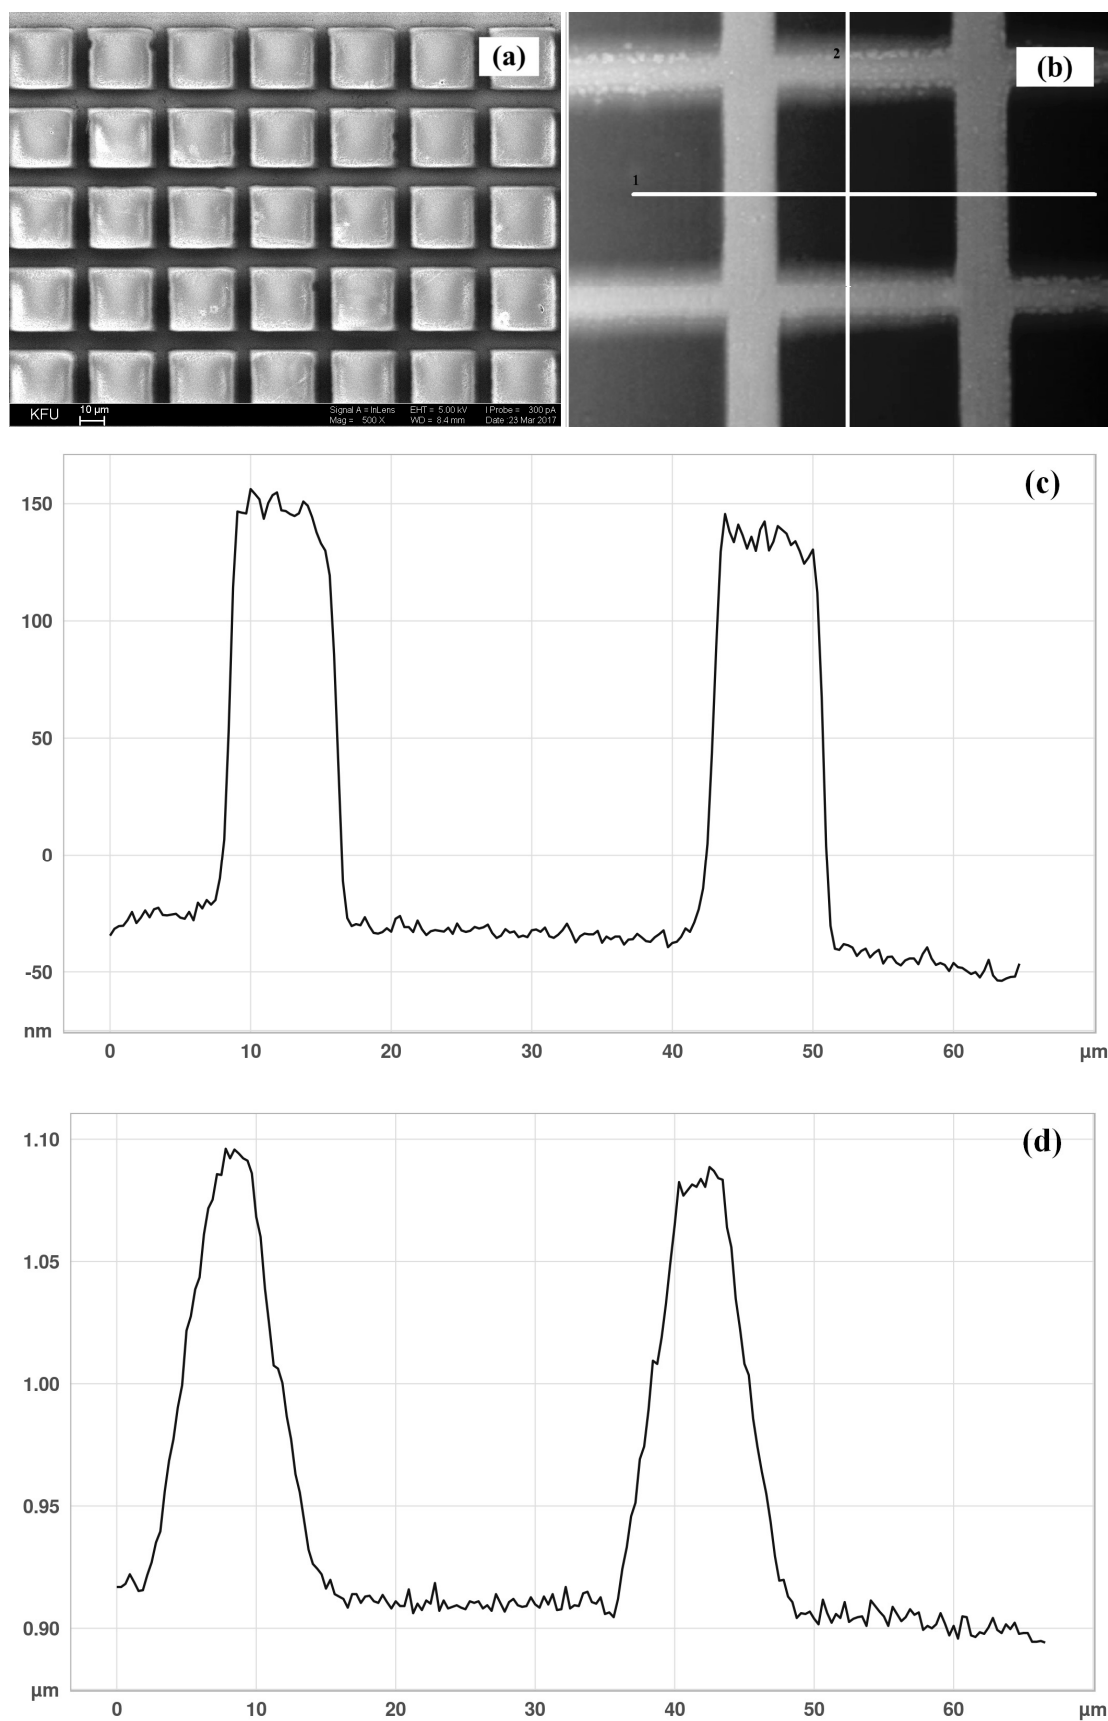 (a)
KFU
10 µm
Signal A = InLens EHT = 5.00 kV I Probe = 300 pA
Mag = 500 X WD = 8.4 mm Date :23 Mar 2017
(b)
2
1
(c)
150
100
50
0
-50
nm
0 10 20 30 40 50 60 µm
(d)
1.10
1.05
1.00
0.95
0.90
µm
0 10 20 30 40 50 60 µm